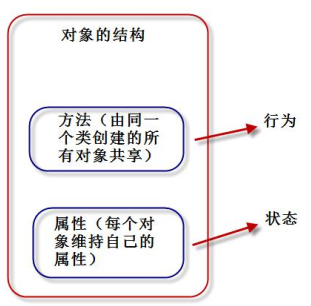 对象的结构
方法（由同一
个类创建的所
有对象共享）
行为
属性（每个对
象维持自己的
属性）
状态